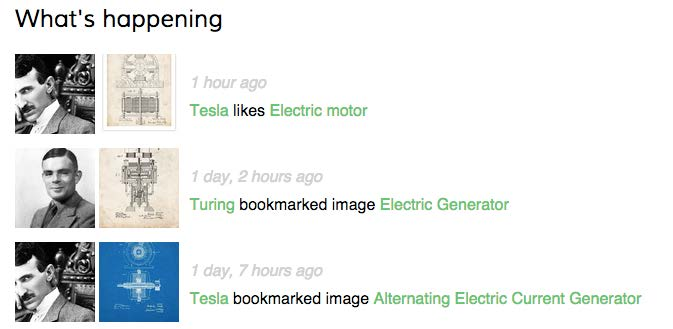 What's happening
1 hour ago
Tesla likes Electric motor
1 day, 2 hours ago
Turing bookmarked image Electric Generator
1 day, 7 hours ago
Tesla bookmarked image Alternating Electric Current Generator